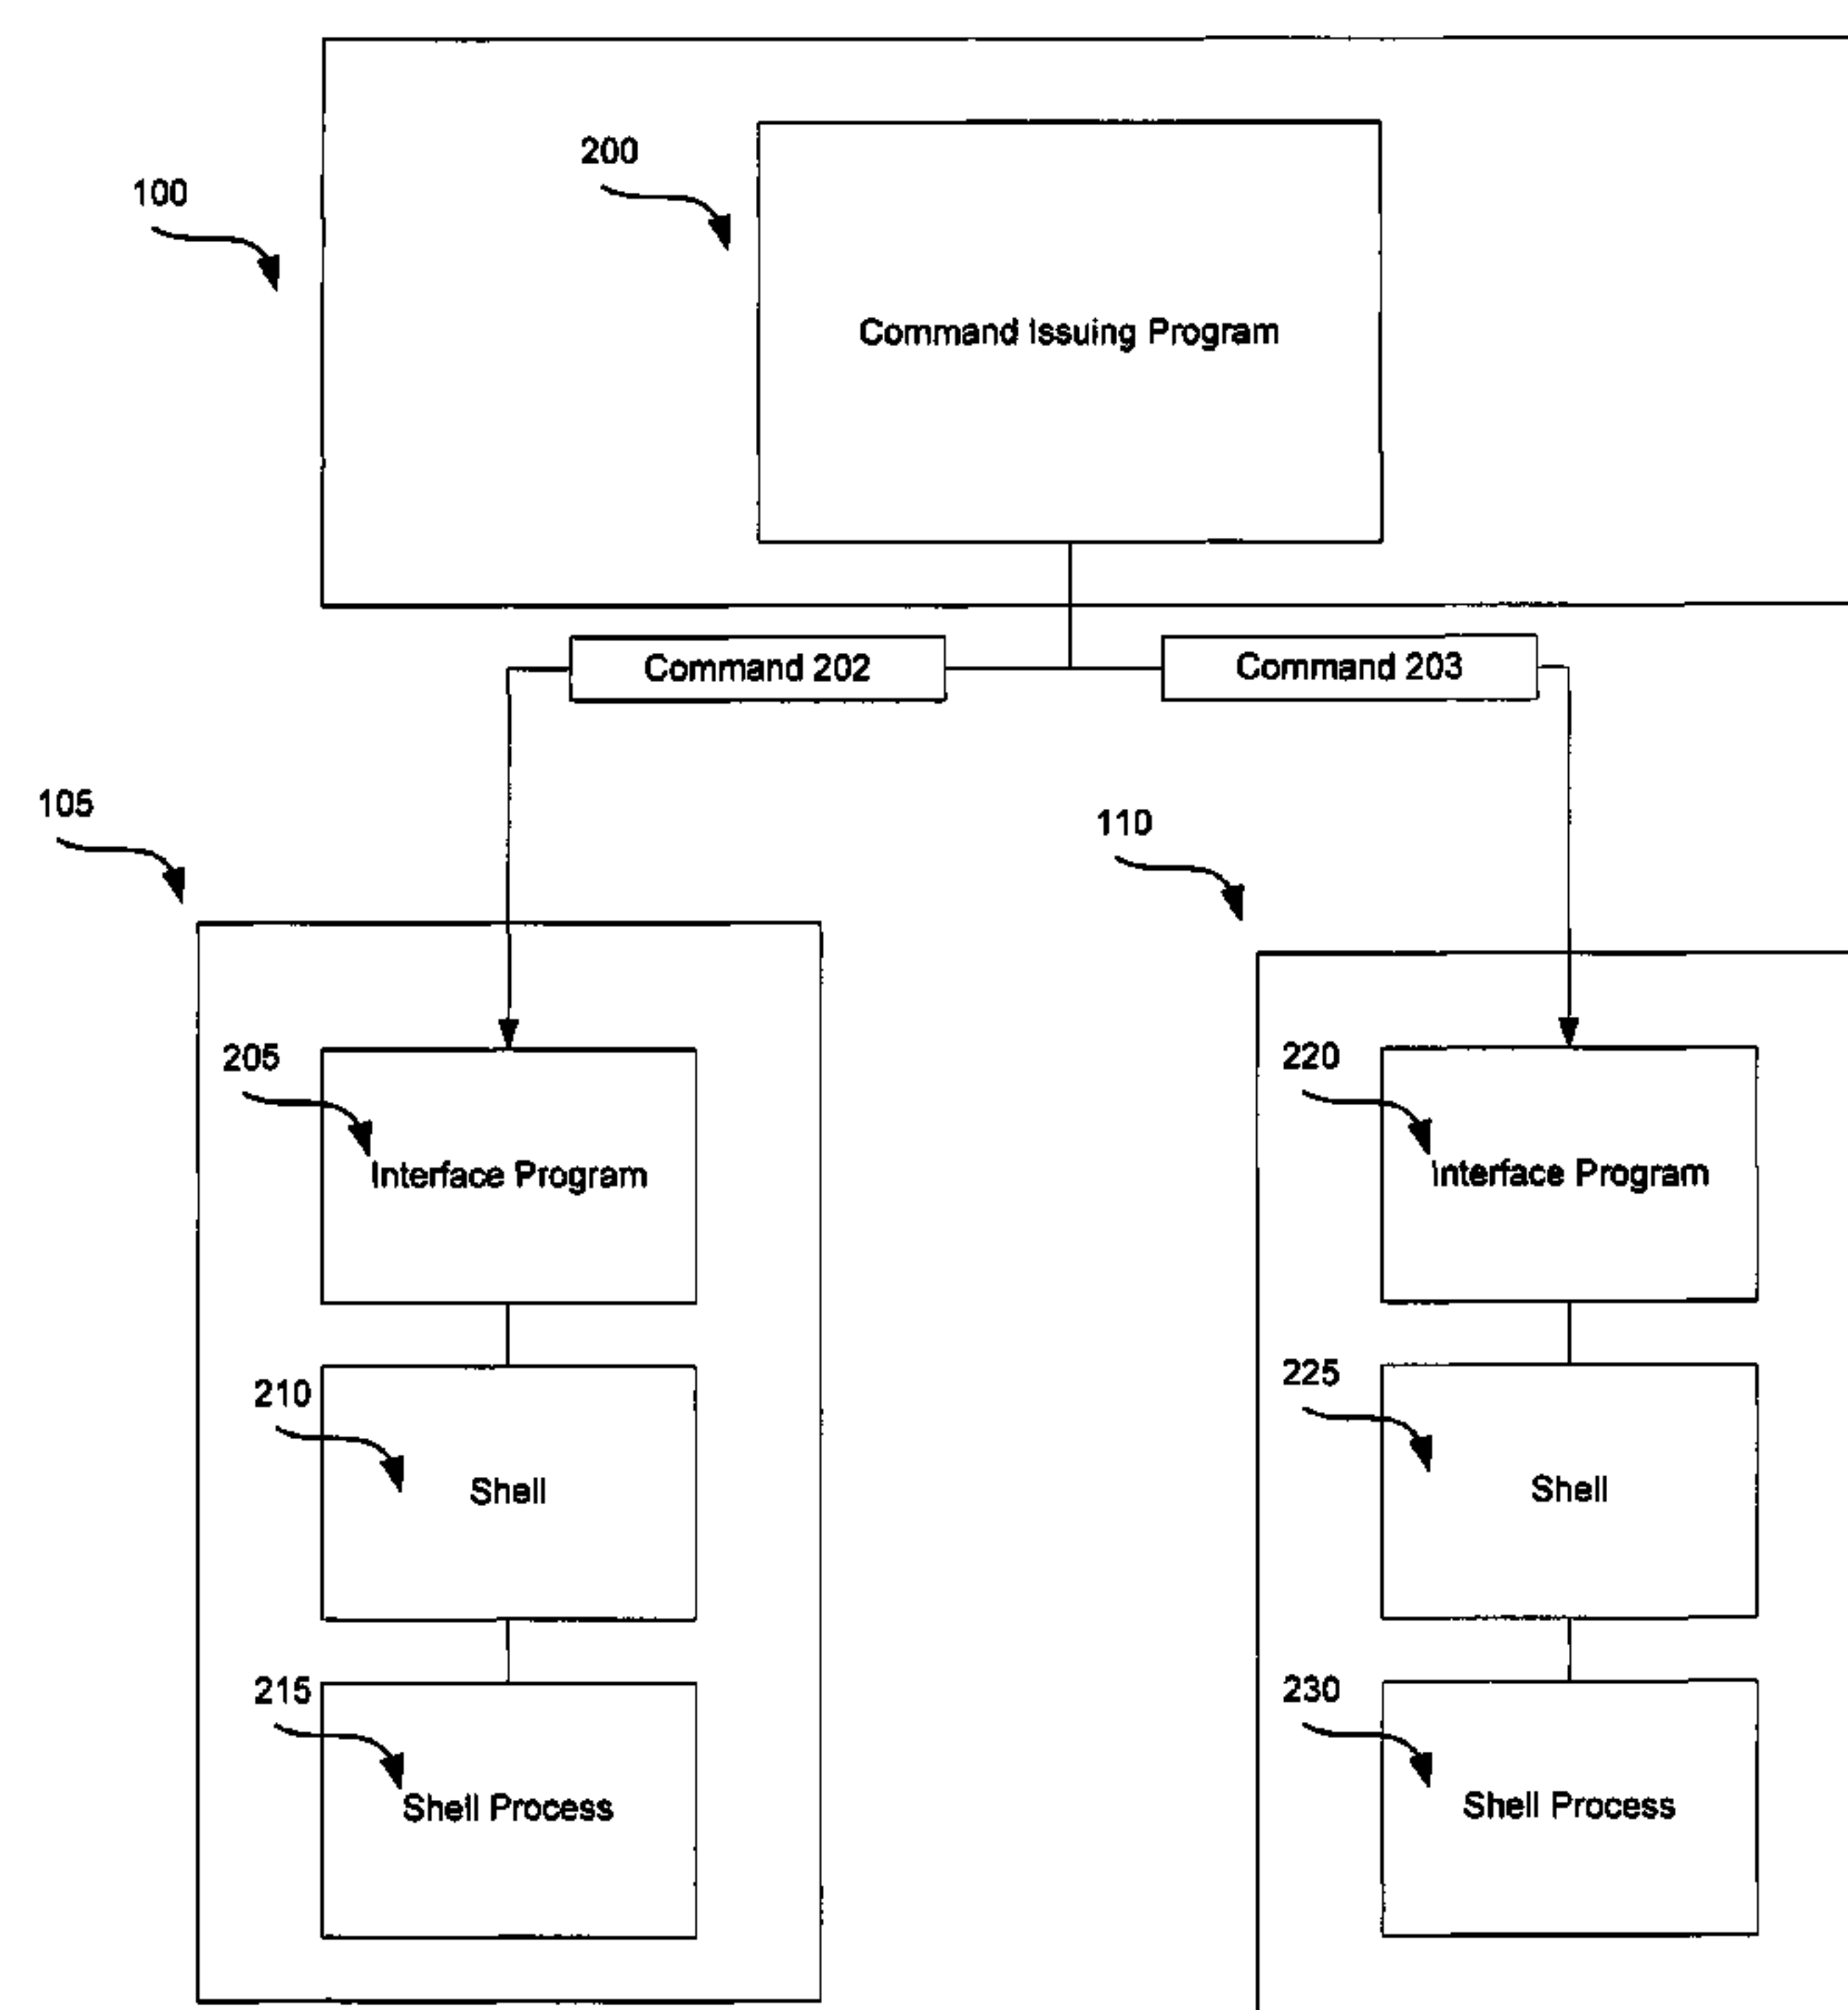 200
100
Command Issuing Program
Command 202
Command 203
105
110
205
220
Interface Program
Interface Program
210
225
Shell
Shell
215
230
Shell Process
Shell Process